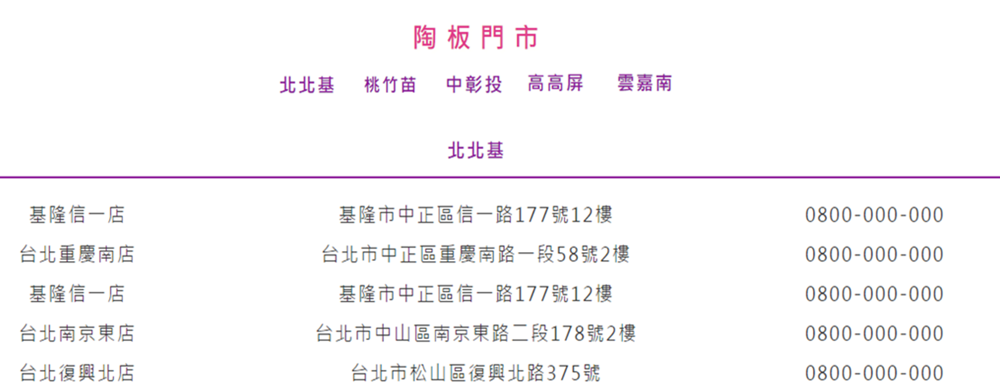 陶板門市
北北基 桃竹苗 中彰投 高高屏 雲嘉南
北北基
基隆信一店 基隆市中正區信一路177號12樓 0800-000-000
台北重慶南店 台北市中正區重慶南路一段58號2樓 0800-000-000
基隆信一店 基隆市中正區信一路177號12樓 0800-000-000
台北南京東店 台北市中山區南京東路二段178號2樓 0800-000-000
台北復興北店 台北市松山區復興北路375號 0800-000-000